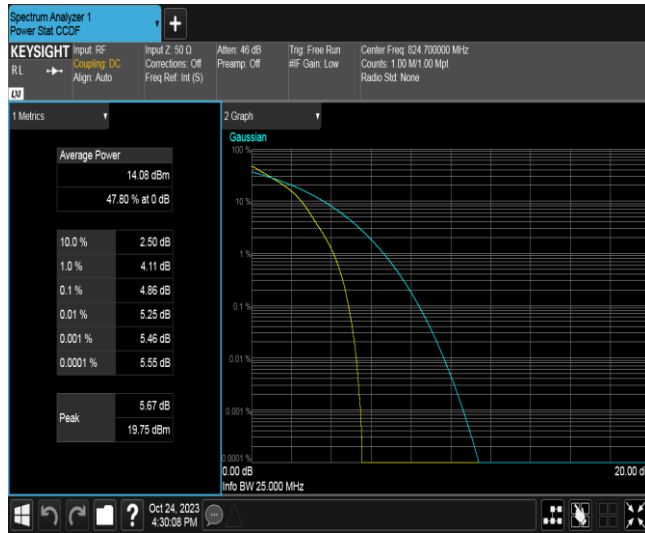 Spectrum Analyzer 1
Power Stat CCDF
+
KEYSIGHT
R L
LXI
Input: RF
Coupling: DC
Align: Auto
Input Z: 50 Ω
Corrections: Off
Freq Ref: Int (S)
Atten: 46 dB
Preamp: Off
Trig: Free Run
#IF Gain: Low
Center Freq: 824.700000 MHz
Counts: 1.00 M/1.00 Mpt
Radio Std: None
1 Metrics
Average Power
14.08 dBm
47.80 % at 0 dB
10.0 % 2.50 dB
1.0 % 4.11 dB
0.1 % 4.86 dB
0.01 % 5.25 dB
0.001 % 5.46 dB
0.0001 % 5.55 dB
Peak
5.67 dB
19.75 dBm
2 Graph
Gaussian
100 %
10 %
1 %
0.1 %
0.01 %
0.001 %
0.0001 %
0.00 dB
20.00 d
Info BW 25.000 MHz
?
Oct 24, 2023
4:30:08 PM